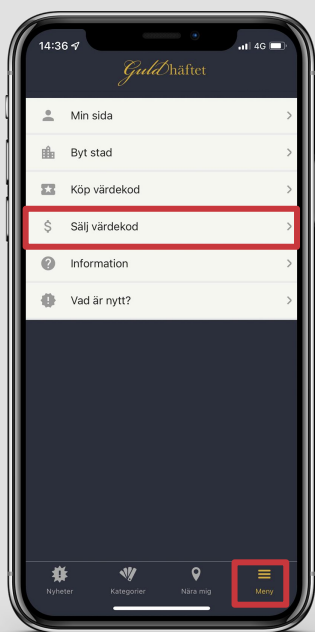 14:36 4G
Guldhäftet
Min sida
Byt stad
Köp värdekod
Sälj värdekod
Information
Vad är nytt?
Nyheter Kategorier Nära mig Meny